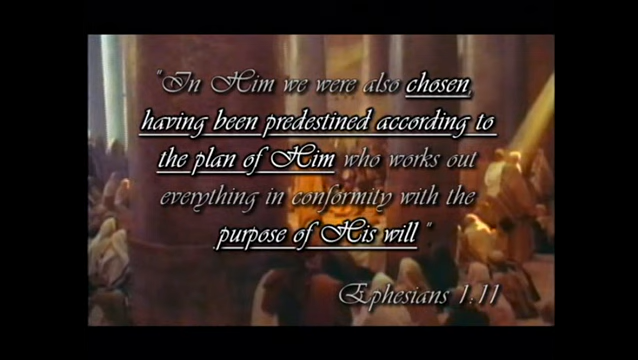 "In Him we were also chosen
having been predestined according to
the plan of Him who works out
everything in conformity with the
purpose of His will"
Ephesians 1:11